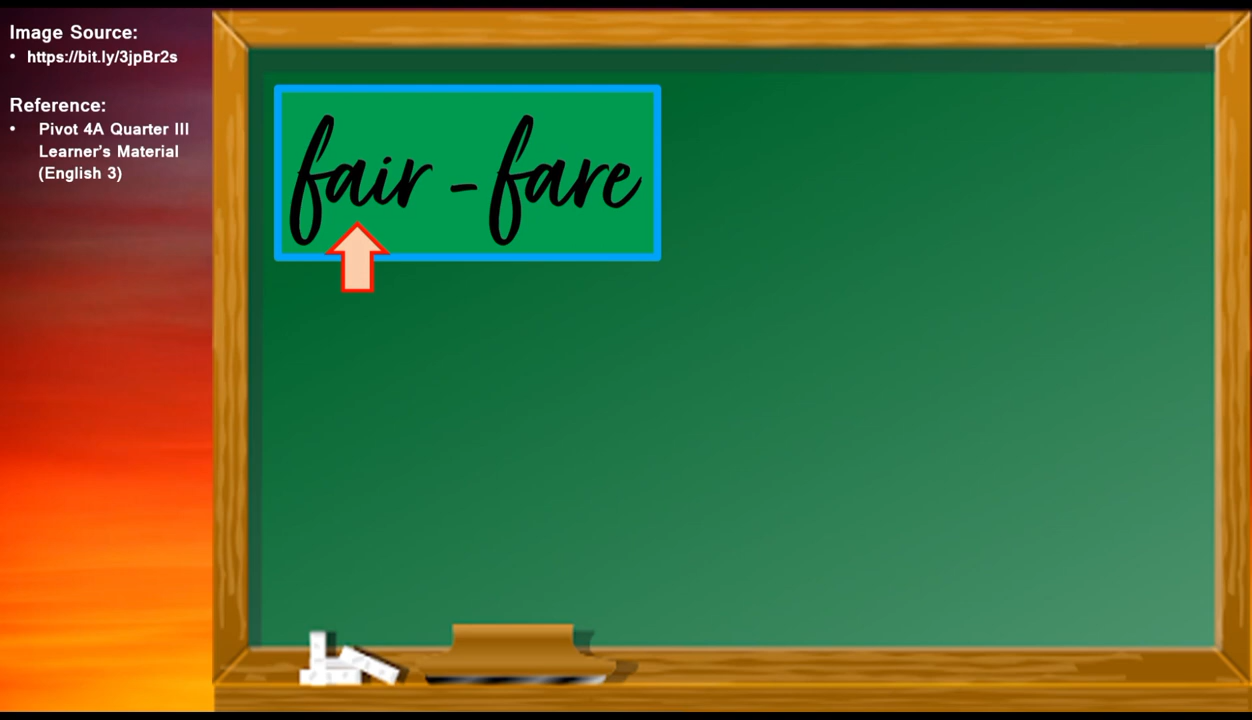 Image Source:
• https://bit.ly/3jpBr2s
Reference:
• Pivot 4A Quarter III
Learner's Material
(English 3)
fair - fare